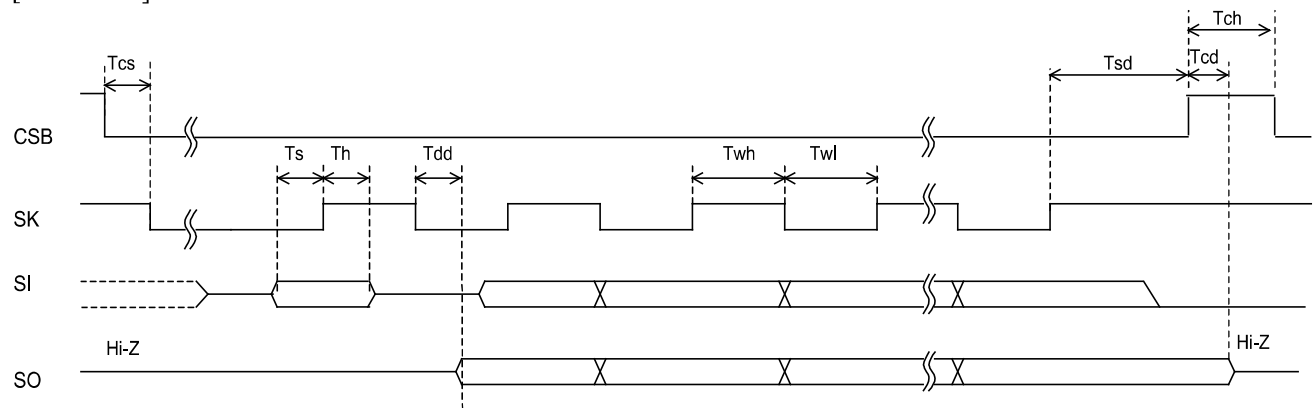 Tch
Tcs
Tsd
Tcd
CSB
Ts
Th
Tdd
Twh
Twl
SK
SI
Hi-Z
Hi-Z
SO